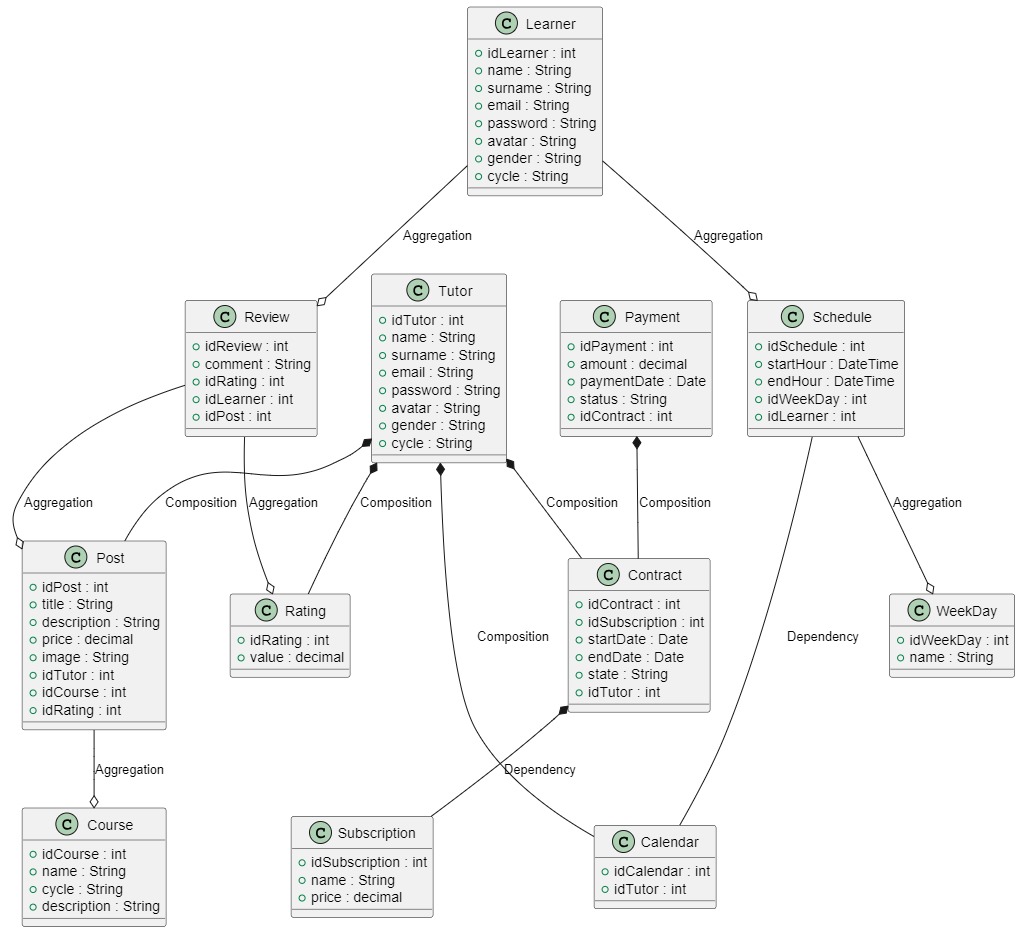 C Learner
idLearner : int
name : String
surname : String
email : String
password : String
avatar : String
gender : String
cycle : String
Aggregation
Aggregation
C Review
idReview : int
comment : String
idRating : int
idLearner : int
idPost : int
C Tutor
idTutor : int
name : String
surname : String
email : String
password : String
avatar : String
gender : String
cycle : String
C Payment
idPayment : int
amount : decimal
paymentDate : Date
status : String
idContract : int
C Schedule
idSchedule : int
startHour : DateTime
endHour : DateTime
idWeekDay : int
idLearner : int
Aggregation
Composition
Aggregation
Composition
Composition
Composition
Aggregation
C Post
idPost : int
title : String
description : String
price : decimal
image : String
idTutor : int
idCourse : int
idRating : int
C Rating
idRating : int
value : decimal
Composition
C Contract
idContract : int
idSubscription : int
startDate : Date
endDate : Date
state : String
idTutor : int
Dependency
C WeekDay
idWeekDay : int
name : String
Aggregation
Dependency
C Course
idCourse : int
name : String
cycle : String
description : String
C Subscription
idSubscription : int
name : String
price : decimal
C Calendar
idCalendar : int
idTutor : int